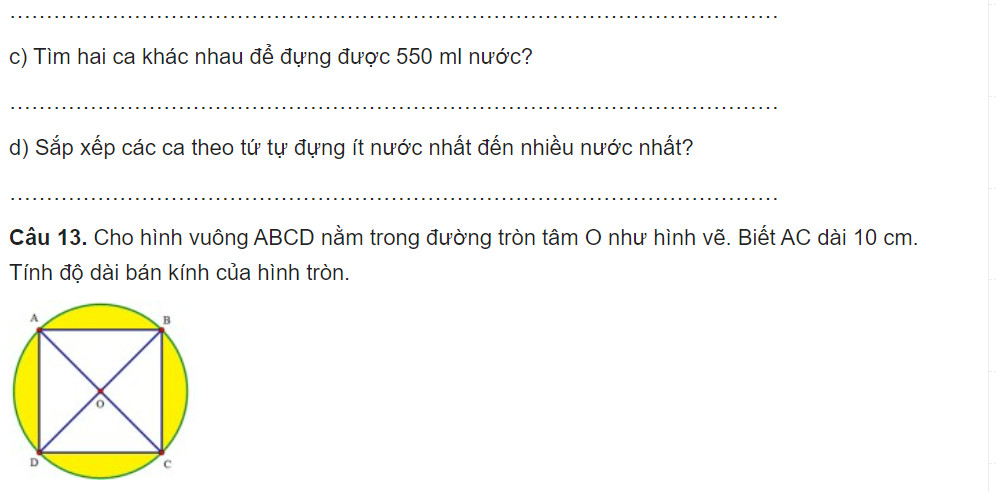 ................................................................................................................
c) Tìm hai ca khác nhau để đựng được 550 ml nước?
................................................................................................................
d) Sắp xếp các ca theo tứ tự đựng ít nước nhất đến nhiều nước nhất?
................................................................................................................
Câu 13. Cho hình vuông ABCD nằm trong đường tròn tâm O như hình vẽ. Biết AC dài 10 cm.
Tính độ dài bán kính của hình tròn.
A B
O
D C